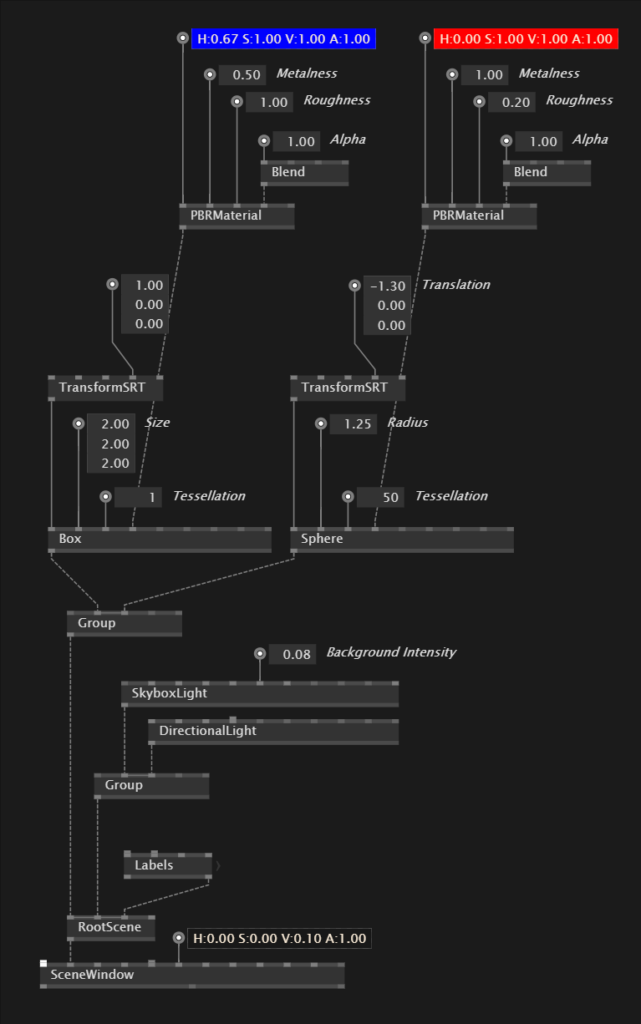 H:0.67 S:1.00 V:1.00 A:1.00
H:0.00 S:1.00 V:1.00 A:1.00
0.50 Metalness
1.00 Metalness
1.00 Roughness
0.20 Roughness
1.00 Alpha
1.00 Alpha
Blend
Blend
PBRMaterial
PBRMaterial
1.00
0.00
0.00
-1.30 Translation
0.00
0.00
TransformSRT
TransformSRT
2.00 Size
2.00
2.00
1.25 Radius
1 Tessellation
50 Tessellation
Box
Sphere
Group
0.08 Background Intensity
SkyboxLight
DirectionalLight
Group
Labels
RootScene
H:0.00 S:0.00 V:0.10 A:1.00
SceneWindow